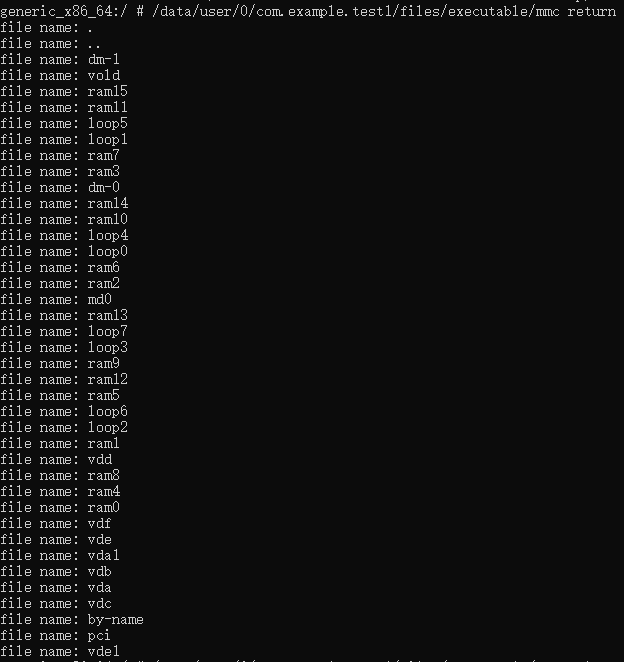 generic_x86_64:/ # /data/user/0/com.example.test1/files/executable/mmc return
file name: .
file name: ..
file name: dm-1
file name: vold
file name: ram15
file name: ram11
file name: loop5
file name: loop1
file name: ram7
file name: ram3
file name: dm-0
file name: ram14
file name: ram10
file name: loop4
file name: loop0
file name: ram6
file name: ram2
file name: md0
file name: ram13
file name: loop7
file name: loop3
file name: ram9
file name: ram12
file name: ram5
file name: loop6
file name: loop2
file name: ram1
file name: vdd
file name: ram8
file name: ram4
file name: ram0
file name: vdf
file name: vde
file name: vda1
file name: vdb
file name: vda
file name: vdc
file name: by-name
file name: pci
file name: vde1